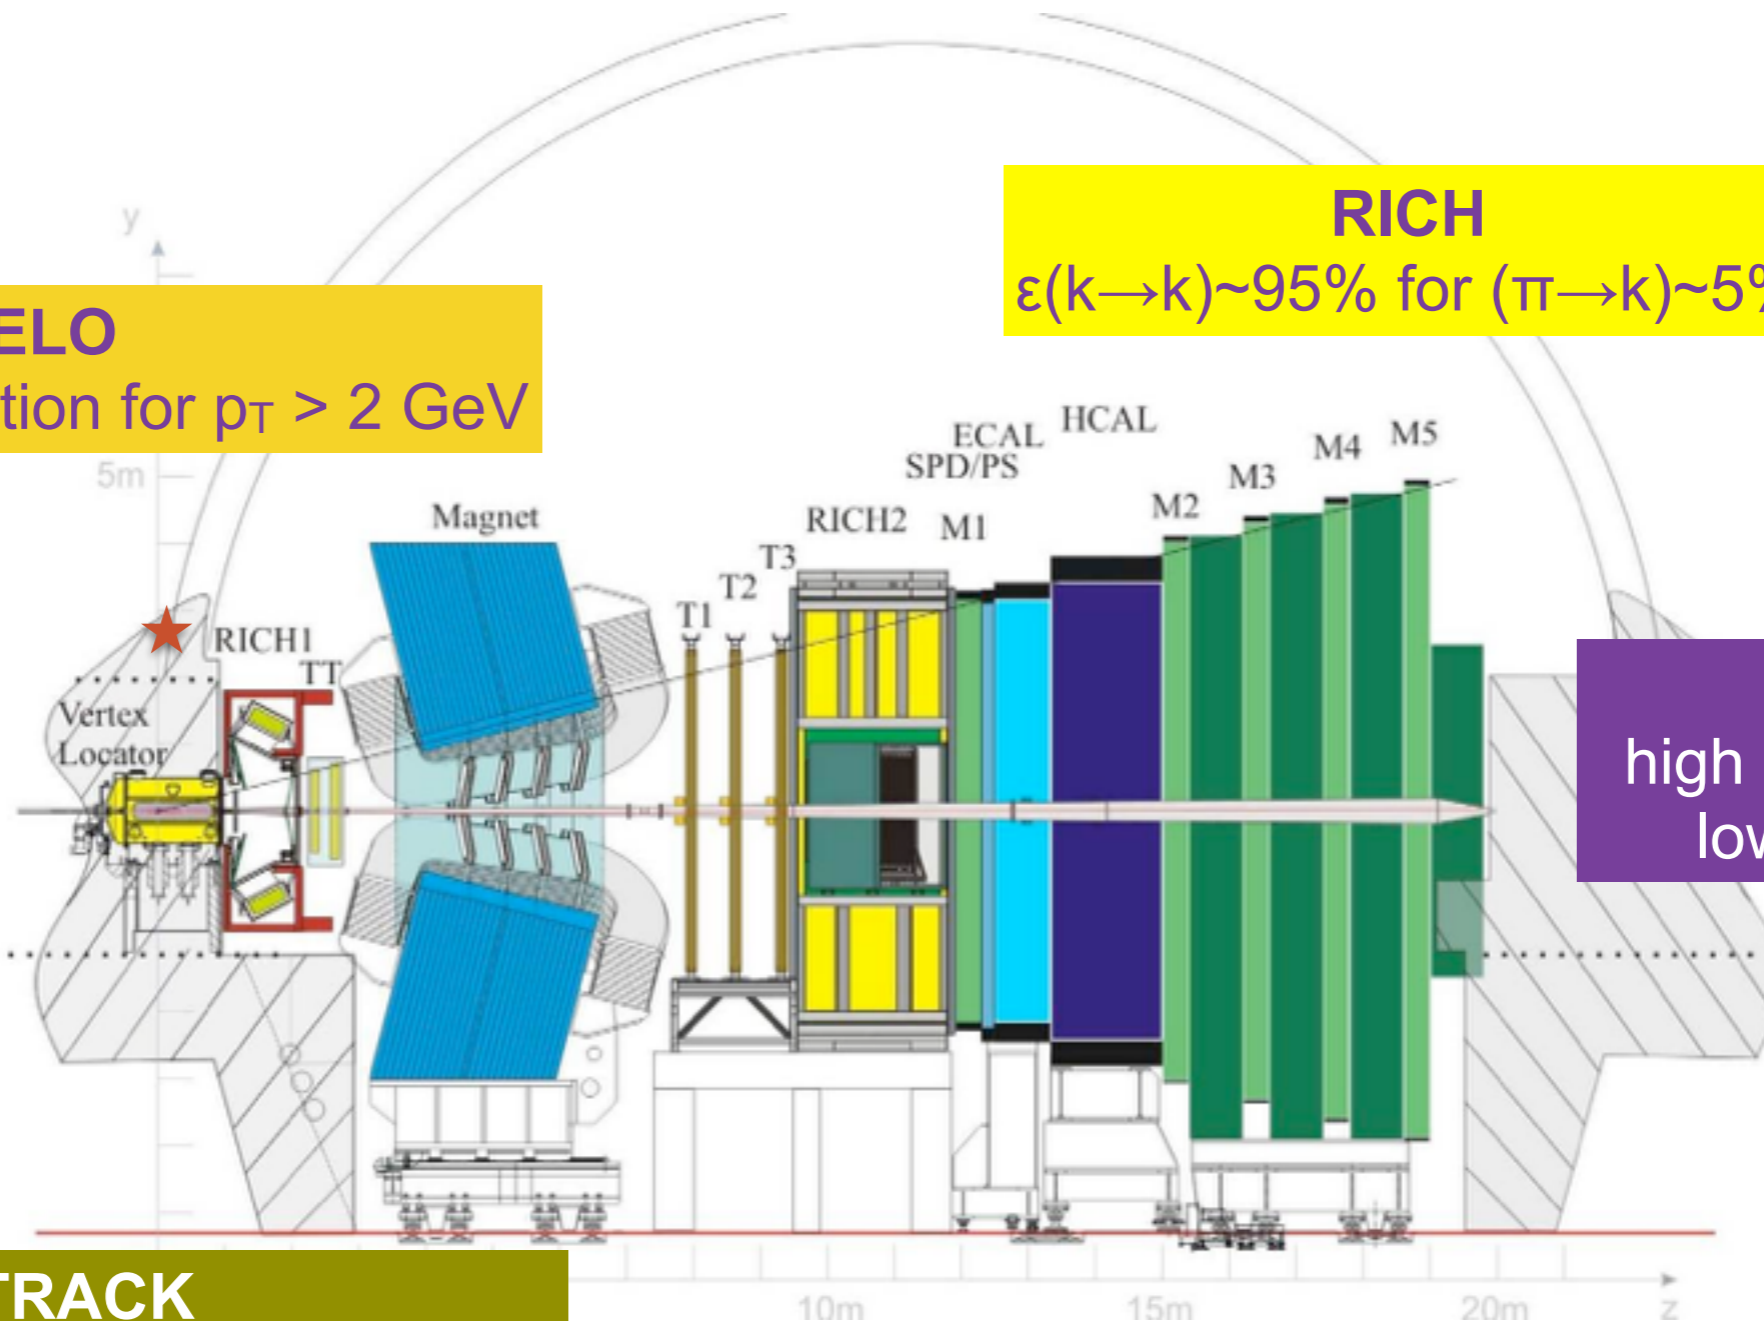 y
RICH
ε(k→k)~95% for (π→k)~5%
ELO
tion for pT > 2 GeV
5m
HCAL
ECAL
SPD/PS
M5
M4
M3
M2
Magnet
RICH2
M1
T3
T2
T1
RICH1
TT
Vertex
Locator
high
low
TRACK
10m
15m
20m
z